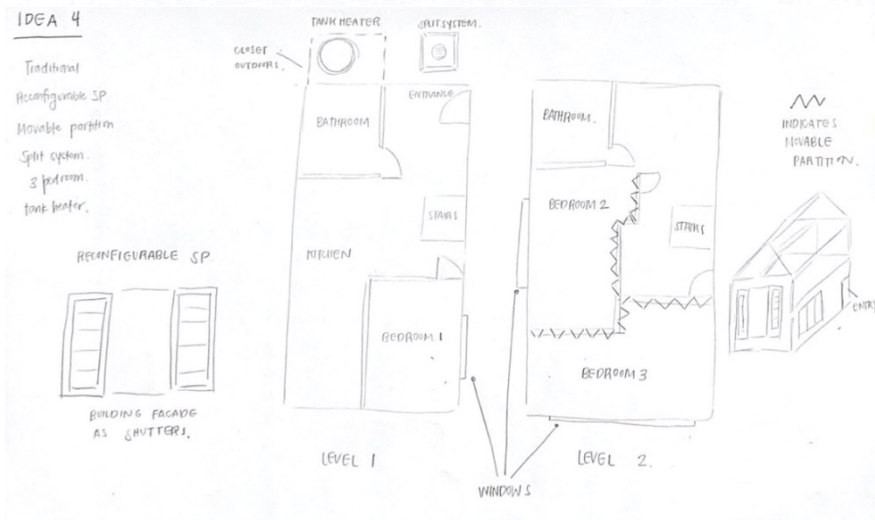 IDEA 4
Traditional
Reconfigurable SP
Movable partition
Split system.
3 bedroom.
tank heater.
RECONFIGURABLE SP
BUILDING FACADE
AS SHUTTERS.
TANK HEATER
SPLIT SYSTEM.
CLOSET
OUTDOORS.
ENTRANCE
BATHROOM
STAIRS
KITCHEN
BEDROOM 1
LEVEL 1
BATHROOM.
BEDROOM 2
STAIRS
BEDROOM 3
LEVEL 2.
WINDOWS
INDICATES
MOVABLE
PARTITION.
ENTRY